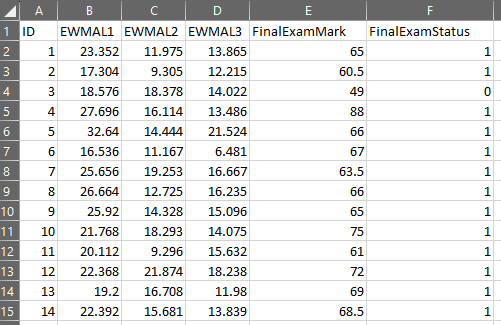 A B C D E F
1 ID EWMAL1 EWMAL2 EWMAL3 FinalExamMark FinalExamStatus
2 1 23.352 11.975 13.865 65 1
3 2 17.304 9.305 12.215 60.5 1
4 3 18.576 18.378 14.022 49 0
5 4 27.696 16.114 13.486 88 1
6 5 32.64 14.444 21.524 66 1
7 6 16.536 11.167 6.481 67 1
8 7 25.656 19.253 16.667 63.5 1
9 8 26.664 12.725 16.235 66 1
10 9 25.92 14.328 15.096 65 1
11 10 21.768 18.293 14.075 75 1
12 11 20.112 9.296 15.632 61 1
13 12 22.368 21.874 18.238 72 1
14 13 19.2 16.708 11.98 69 1
15 14 22.392 15.681 13.839 68.5 1